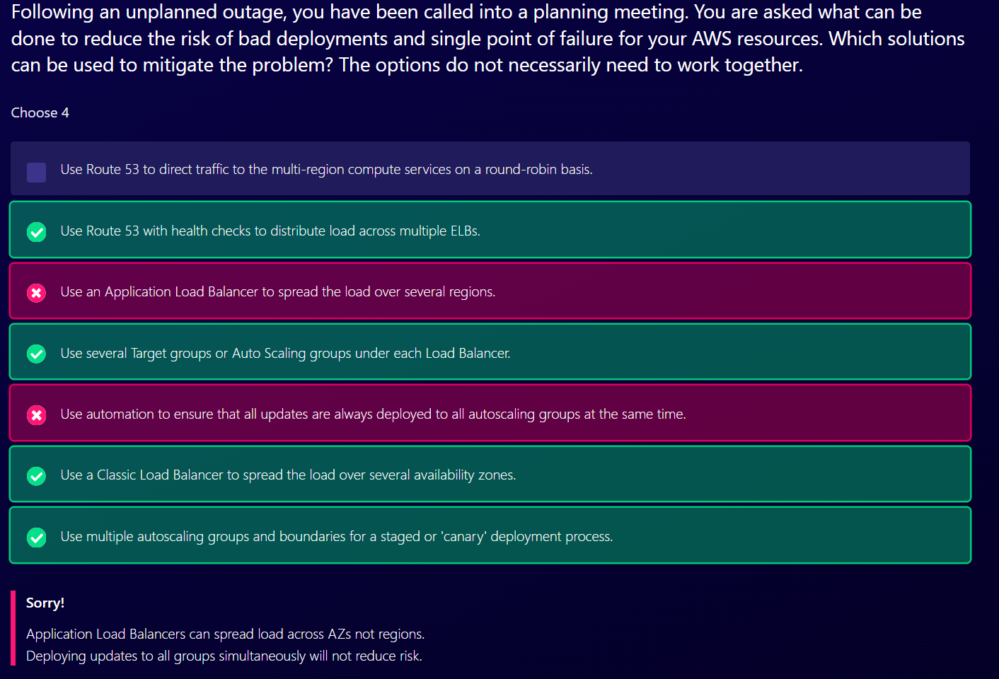 Following an unplanned outage, you have been called into a planning meeting. You are asked what can be
done to reduce the risk of bad deployments and single point of failure for your AWS resources. Which solutions
can be used to mitigate the problem? The options do not necessarily need to work together.
Choose 4
Use Route 53 to direct traffic to the multi-region compute services on a round-robin basis.
Use Route 53 with health checks to distribute load across multiple ELBs.
Use an Application Load Balancer to spread the load over several regions.
Use several Target groups or Auto Scaling groups under each Load Balancer.
Use automation to ensure that all updates are always deployed to all autoscaling groups at the same time.
Use a Classic Load Balancer to spread the load over several availability zones.
Use multiple autoscaling groups and boundaries for a staged or 'canary' deployment process.
Sorry!
Application Load Balancers can spread load across AZs not regions.
Deploying updates to all groups simultaneously will not reduce risk.